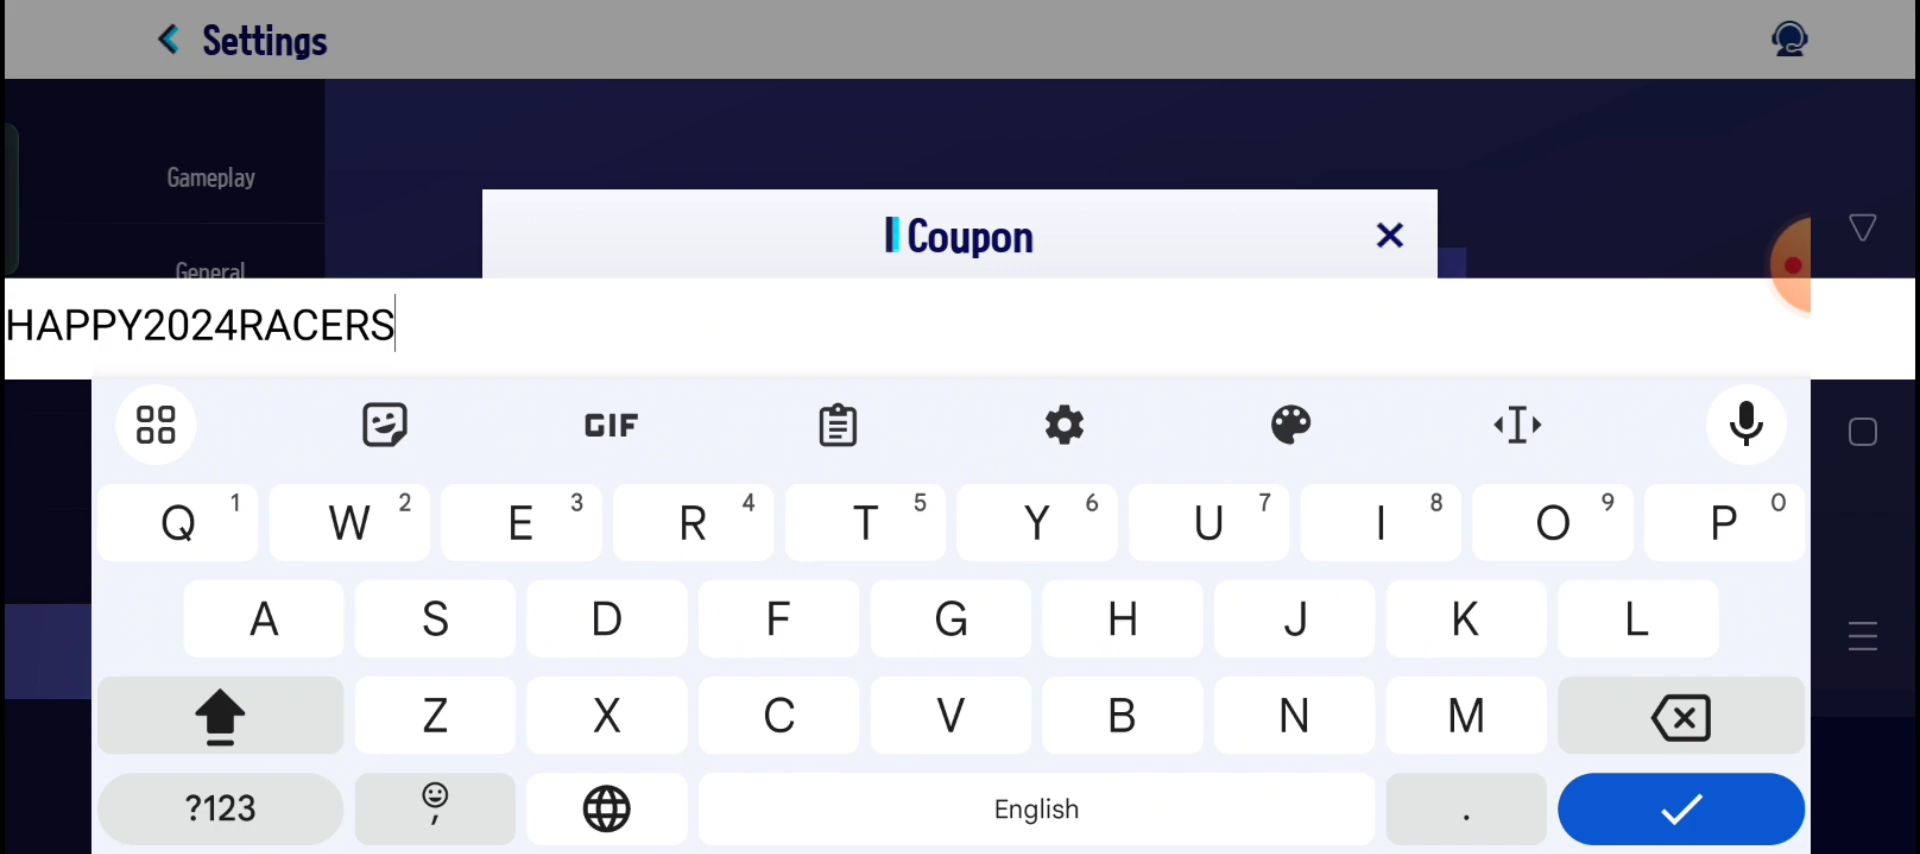 Settings
Gameplay
General
Coupon
HAPPY2024RACERS
GIF
Q 1 W 2 E 3 R 4 T 5 Y 6 U 7 I 8 O 9 P 0
A S D F G H J K L
Z X C V B N M
?123 , English .